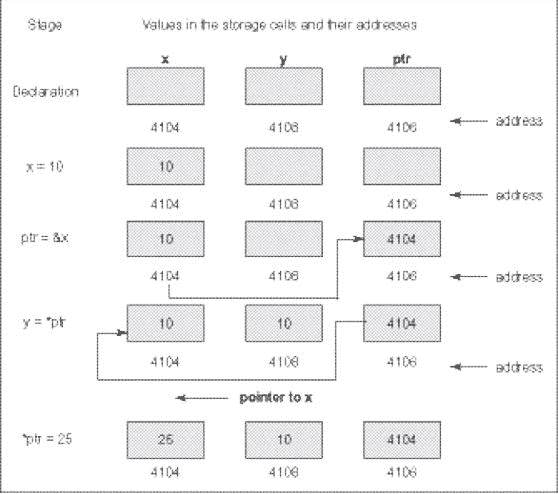 Stage Values in the storage cells and their addresses
x y ptr
Declaration
4104 4108 4106 address
x = 10 10
4104 4108 4106 address
ptr = &x 10 4104
4104 4108 4106 address
y = *ptr 10 10 4104
4104 4108 4106 address
pointer to x
*ptr = 25 25 10 4104
4104 4108 4106